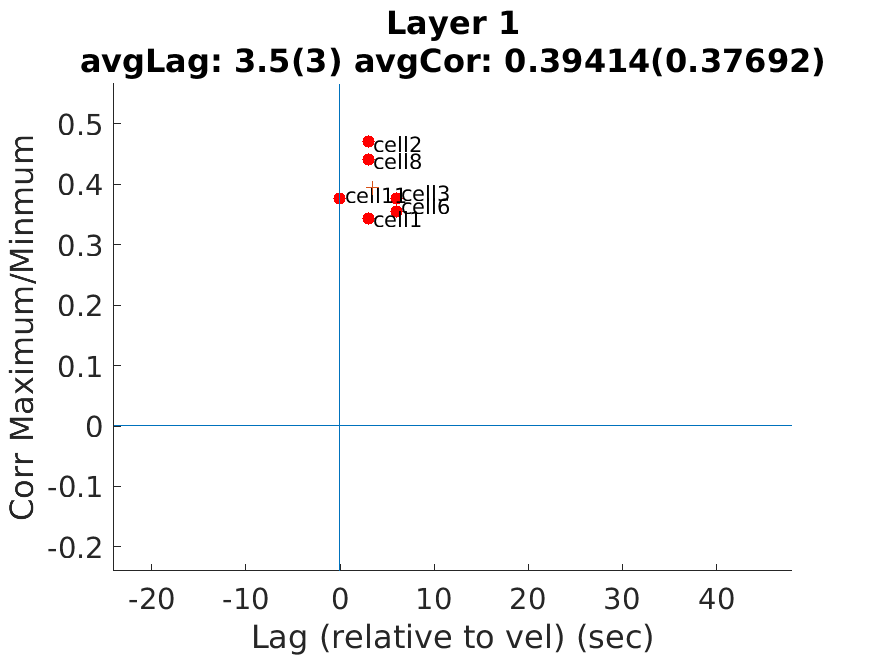 Layer 1
avgLag: 3.5(3) avgCor: 0.39414(0.37692)
Corr Maximum/Minmum
0.5
0.4
0.3
0.2
0.1
0
-0.1
-0.2
cell2
cell8
cell11
cell3
cell6
cell1
-20 -10 0 10 20 30 40
Lag (relative to vel) (sec)